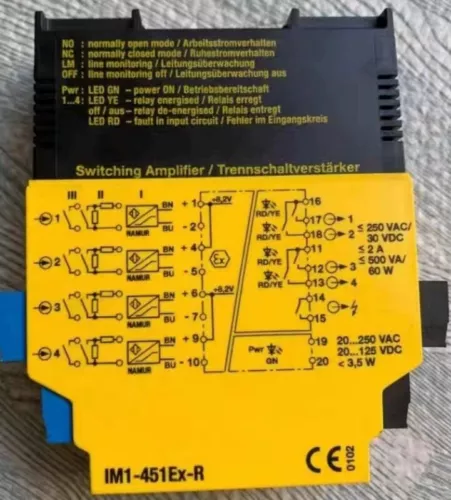 NO : normally open mode / Arbeitsstromverhalten
NC : normally closed mode / Ruhestromverhalten
LM : line monitoring / Leitungsüberwachung
OFF : line monitoring off / Leitungsüberwachung aus
Pwr : LED GN – power ON / Betriebsbereitschaft
1...4 : LED YE – relay energised / Relais erregt
off / aus – relay de-energised / Relais entregt
LED RD – fault in input circuit / Fehler im Eingangskreis
Switching Amplifier / Trennschaltverstärker
III II I
1 BN + 1 +8,2V
NAMUR BU - 2
2 BN + 4
NAMUR BU - 5
3 BN + 6 +8,2V
NAMUR BU - 7
4 BN + 9
NAMUR BU - 10
Ex
RD/YE 16
17 1
RD/YE 18 2
RD/YE 11
12 3
RD/YE 13 4
14
15
≤ 250 VAC/
30 VDC
≤ 2 A
≤ 500 VA/
60 W
Pwr GN
19 20...250 VAC
20...125 VDC
20 < 3,5 W
IM1-451Ex-R
CE 0102